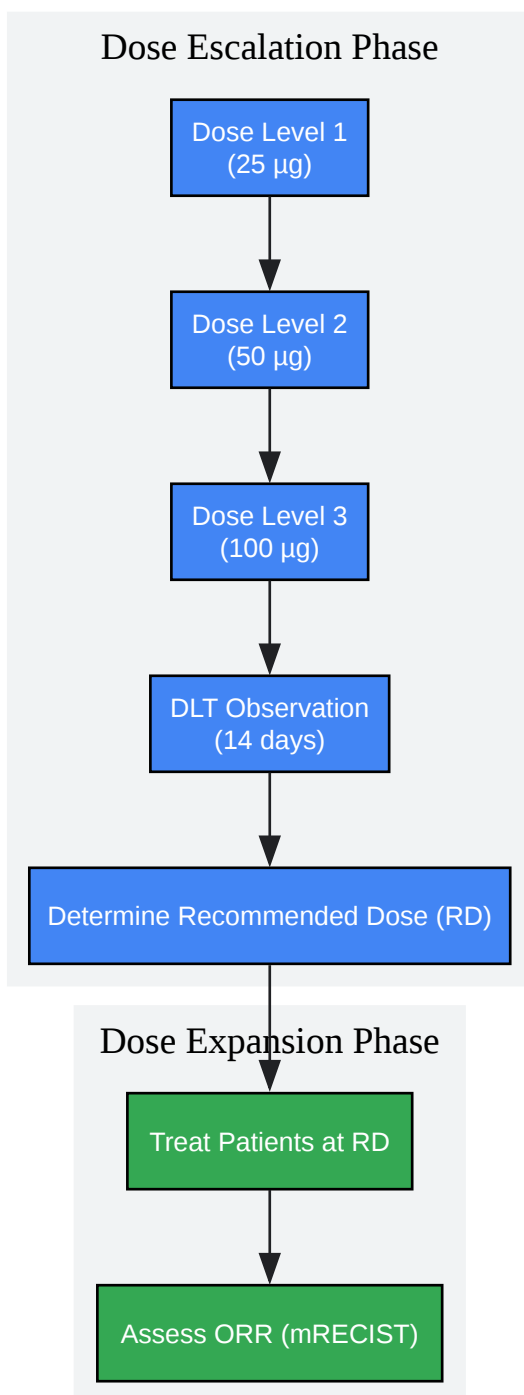 Dose Escalation Phase
Dose Level 1
(25 µg)
Dose Level 2
(50 µg)
Dose Level 3
(100 µg)
DLT Observation
(14 days)
Determine Recommended Dose (RD)
Dose Expansion Phase
Treat Patients at RD
Assess ORR (mRECIST)